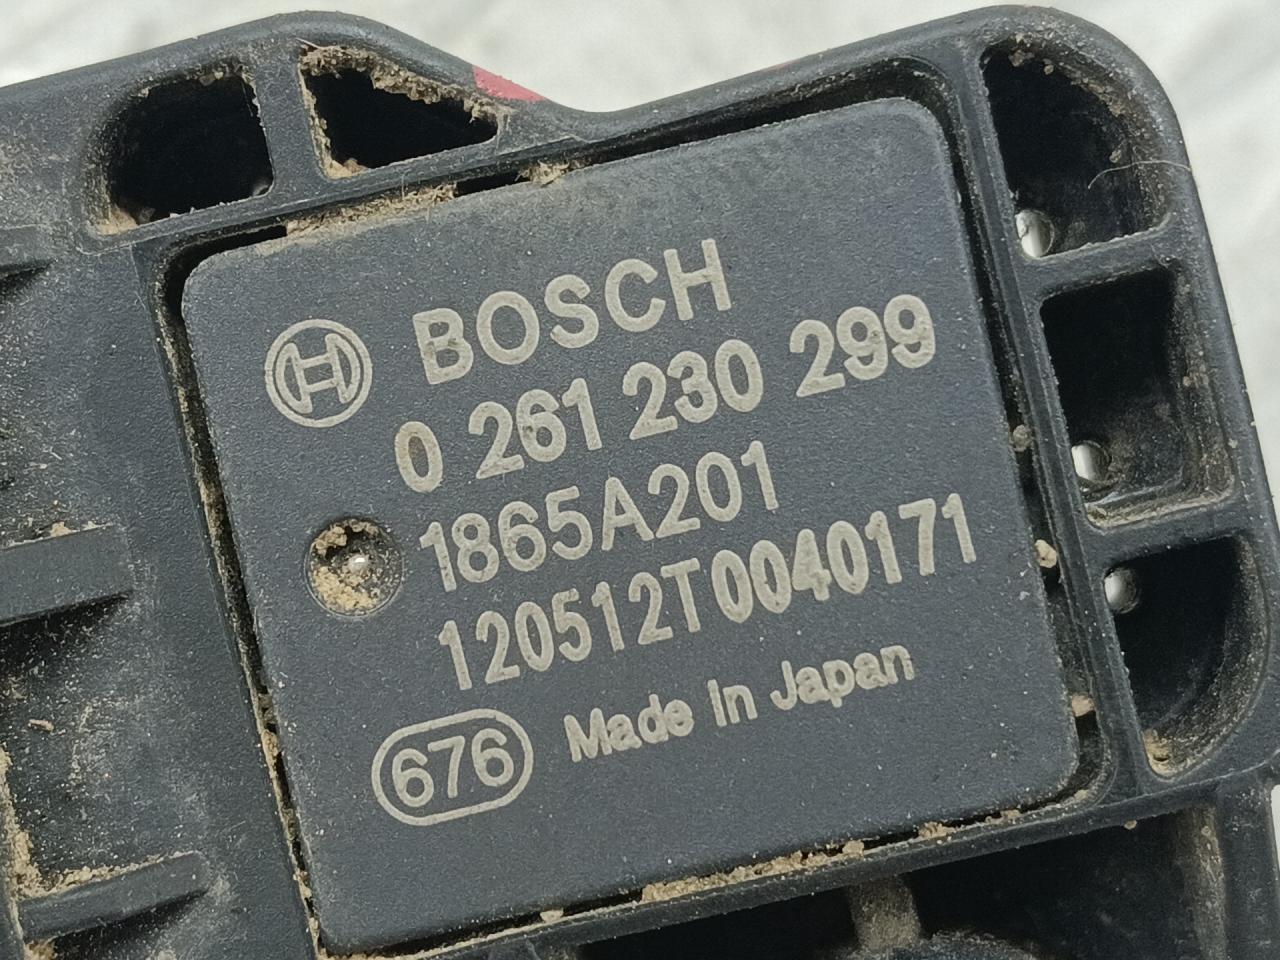 BOSCH
0 261 230 299
1865A201
120512T0040171
676 Made in Japan